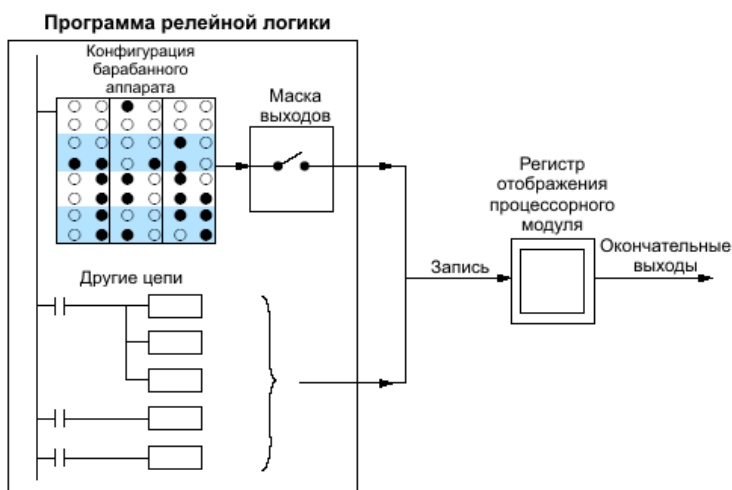 Программа релейной логики
Конфигурация
барабанного
аппарата
Маска
выходов
Регистр
отображения
процессорного
модуля
Окончательные
выходы
Запись
Другие цепи